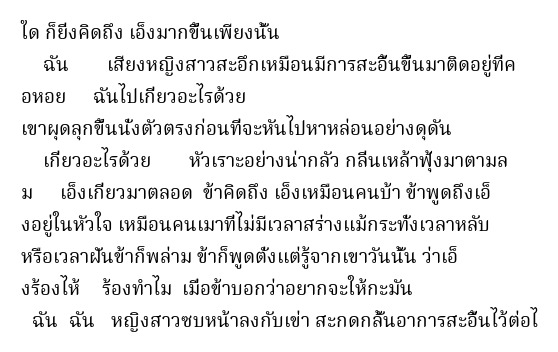 ได ก็ยิ่งคิดถึง เอ็งมากขึ้นเพียงนั้น
ฉัน เสียงหญิงสาวสะอึกเหมือนมีการสะอื้นขึ้นมาติดอยู่ที่ค
อหอย ฉันไปเกี่ยวอะไรด้วย
เขาผุดลุกขึ้นนั่งตัวตรงก่อนที่จะหันไปหาหล่อนอย่างดุดัน
เกี่ยวอะไรด้วย หัวเราะอย่างน่ากลัว กลิ่นเหล้าฟุ้งมาตามล
ม เอ็งเกี่ยวมาตลอด ข้าคิดถึง เอ็งเหมือนคนบ้า ข้าพูดถึงเอ็
งอยู่ในหัวใจ เหมือนคนเมาที่ไม่มีเวลาสร่างแม้กระทั่งเวลาหลับ
หรือเวลาฝันข้าก็พล่าม ข้าก็พูดตั้งแต่รู้จากเขาวันนั้น ว่าเอ็
งร้องไห้ ร้องทำไม เมื่อข้าบอกว่าอยากจะให้กะมัน
ฉัน ฉัน หญิงสาวซบหน้าลงกับเข่า สะกดกลั้นอาการสะอื้นไว้ต่อไ